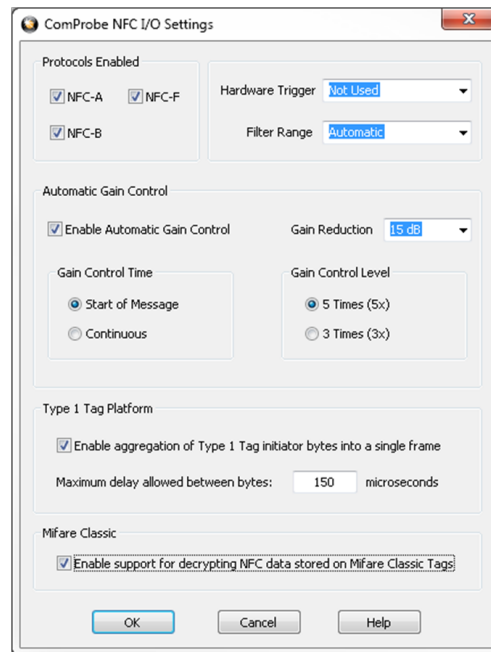 ComProbe NFC I/O Settings
Protocols Enabled
NFC-A NFC-F
NFC-B
Hardware Trigger Not Used
Filter Range Automatic
Automatic Gain Control
Enable Automatic Gain Control Gain Reduction 15 dB
Gain Control Time
Start of Message
Continuous
Gain Control Level
5 Times (5x)
3 Times (3x)
Type 1 Tag Platform
Enable aggregation of Type 1 Tag initiator bytes into a single frame
Maximum delay allowed between bytes: 150 microseconds
Mifare Classic
Enable support for decrypting NFC data stored on Mifare Classic Tags
OK Cancel Help